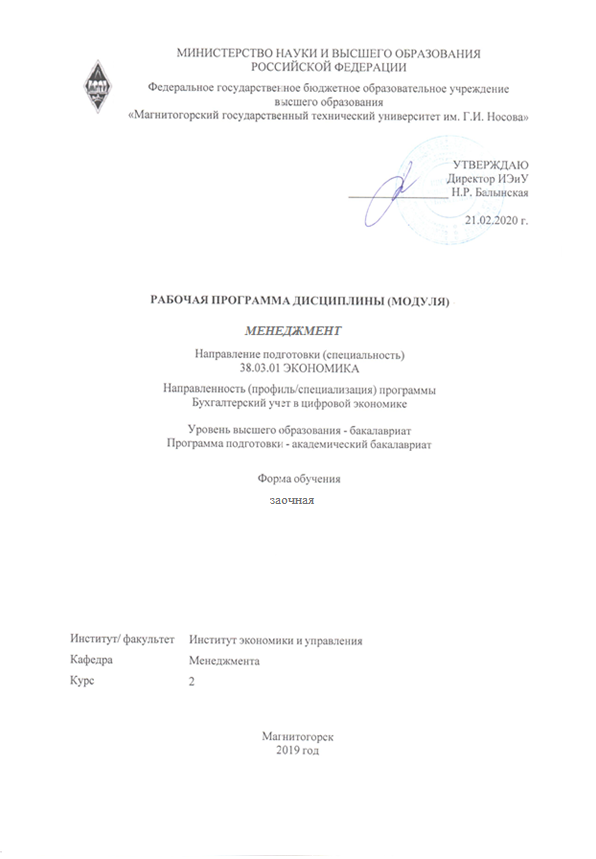 МИНИСТЕРСТВО НАУКИ И ВЫСШЕГО ОБРАЗОВАНИЯ
РОССИЙСКОЙ ФЕДЕРАЦИИ
Федеральное государственное бюджетное образовательное учреждение
высшего образования
«Магнитогорский государственный технический университет им. Г.И. Носова»
УТВЕРЖДАЮ
Директор ИЭиУ
Н.Р. Балынская
21.02.2020 г.
РАБОЧАЯ ПРОГРАММА ДИСЦИПЛИНЫ (МОДУЛЯ)
МЕНЕДЖМЕНТ
Направление подготовки (специальность)
38.03.01 ЭКОНОМИКА
Направленность (профиль/специализация) программы
Бухгалтерский учет в цифровой экономике
Уровень высшего образования - бакалавриат
Программа подготовки - академический бакалавриат
Форма обучения
заочная
Институт/ факультет Институт экономики и управления
Кафедра Менеджмента
Курс 2
Магнитогорск
2019 год